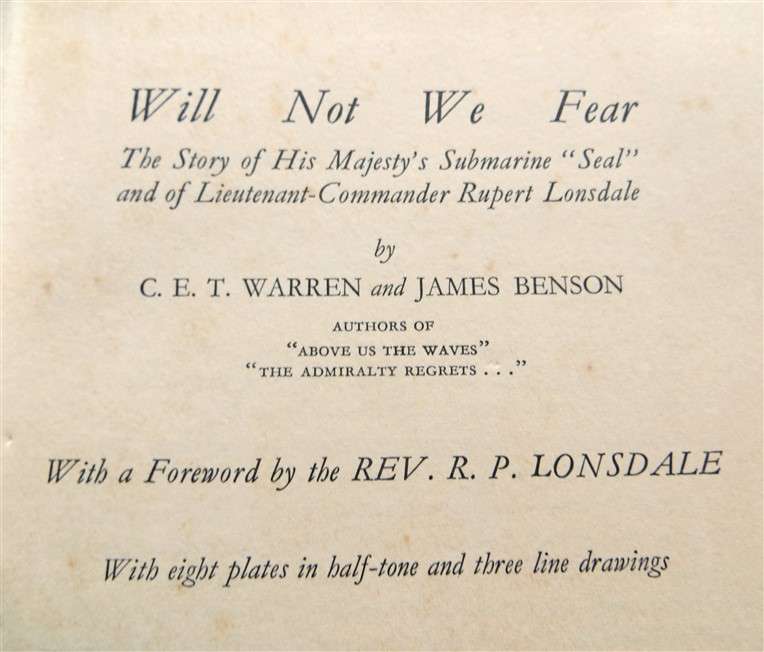 Will Not We Fear
The Story of His Majesty's Submarine "Seal"
and of Lieutenant-Commander Rupert Lonsdale
by
C. E. T. WARREN and JAMES BENSON
AUTHORS OF
"ABOVE US THE WAVES"
"THE ADMIRALTY REGRETS . . ."
With a Foreword by the REV. R. P. LONSDALE
With eight plates in half-tone and three line drawings